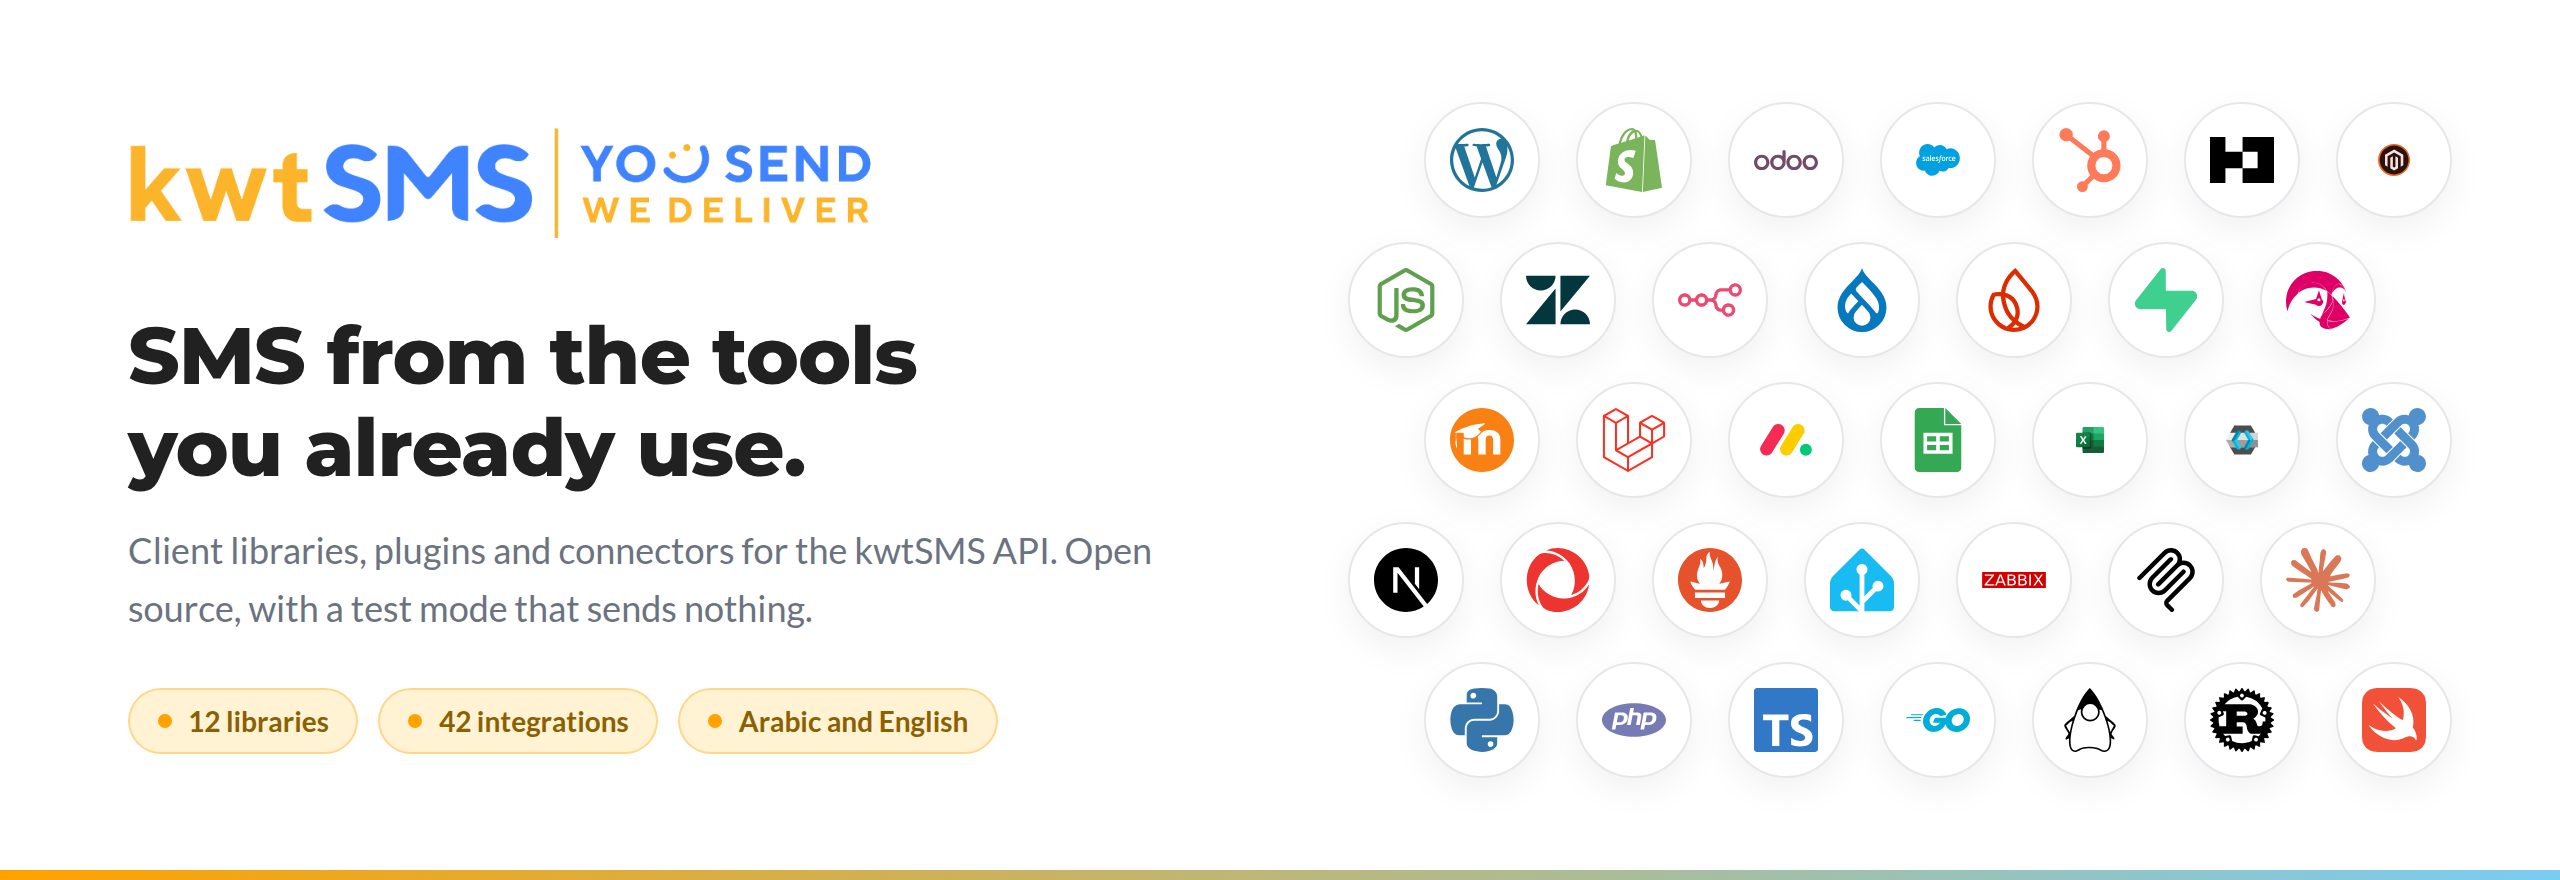 kwtSMS
YOU SEND
WE DELIVER
SMS from the tools
you already use.
Client libraries, plugins and connectors for the kwtSMS API. Open
source, with a test mode that sends nothing.
12 libraries
42 integrations
Arabic and English
odoo
salesforce
JS
X
N
ZABBIX
php
TS
GO
R